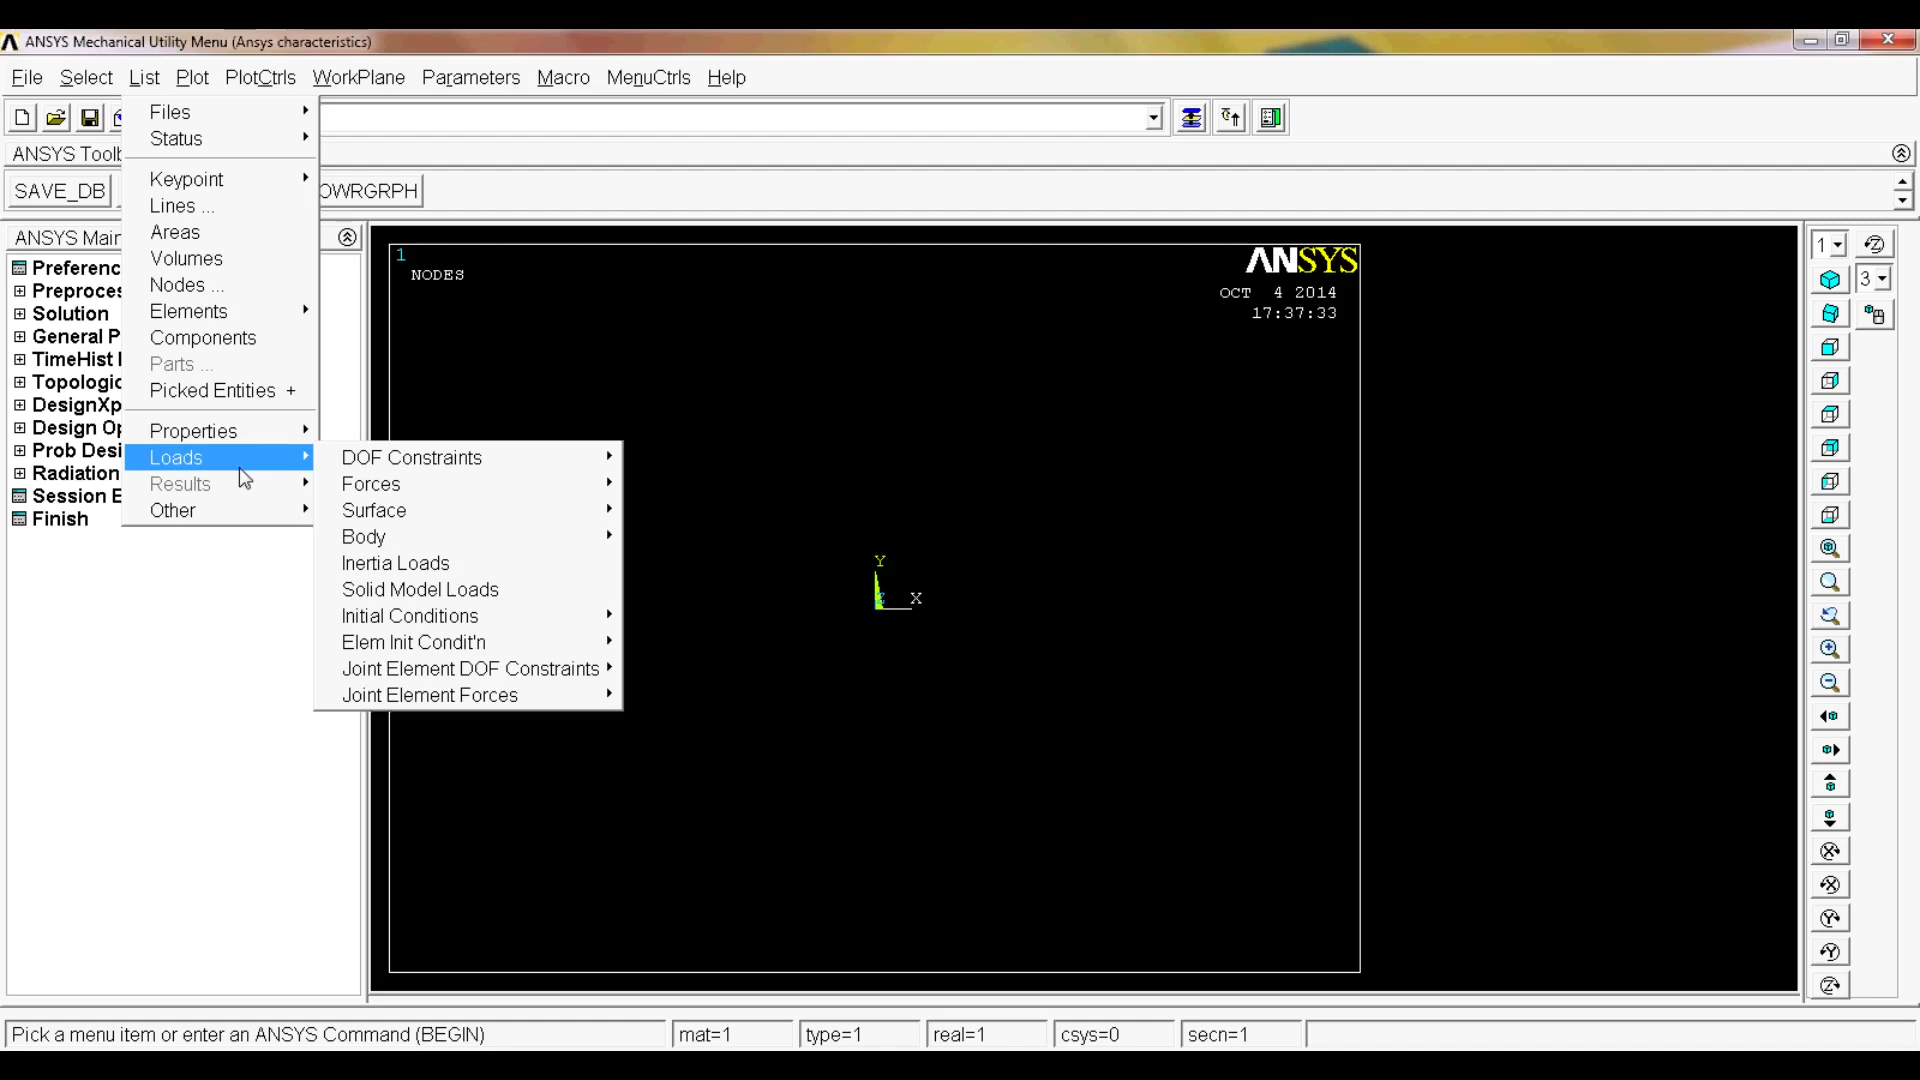 ANSYS Mechanical Utility Menu (Ansys characteristics)
File Select List Plot PlotCtrls WorkPlane Parameters Macro MenuCtrls Help
Files
Status
ANSYS Toolb
SAVE_DB
OWRGRPH
Keypoint
Lines ...
Areas
Volumes
Nodes ...
Elements
Components
Parts ...
Picked Entities +
Properties
Loads
Results
Other
DOF Constraints
Forces
Surface
Body
Inertia Loads
Solid Model Loads
Initial Conditions
Elem Init Condit'n
Joint Element DOF Constraints
Joint Element Forces
ANSYS Main
Preferenc
Preproces
Solution
General P
TimeHist
Topologic
DesignXp
Design Op
Prob Desi
Radiation
Session E
Finish
1
NODES
ANSYS
OCT 4 2014
17:37:33
Y
Z
X
1
3
Pick a menu item or enter an ANSYS Command (BEGIN)
mat=1
type=1
real=1
csys=0
secn=1